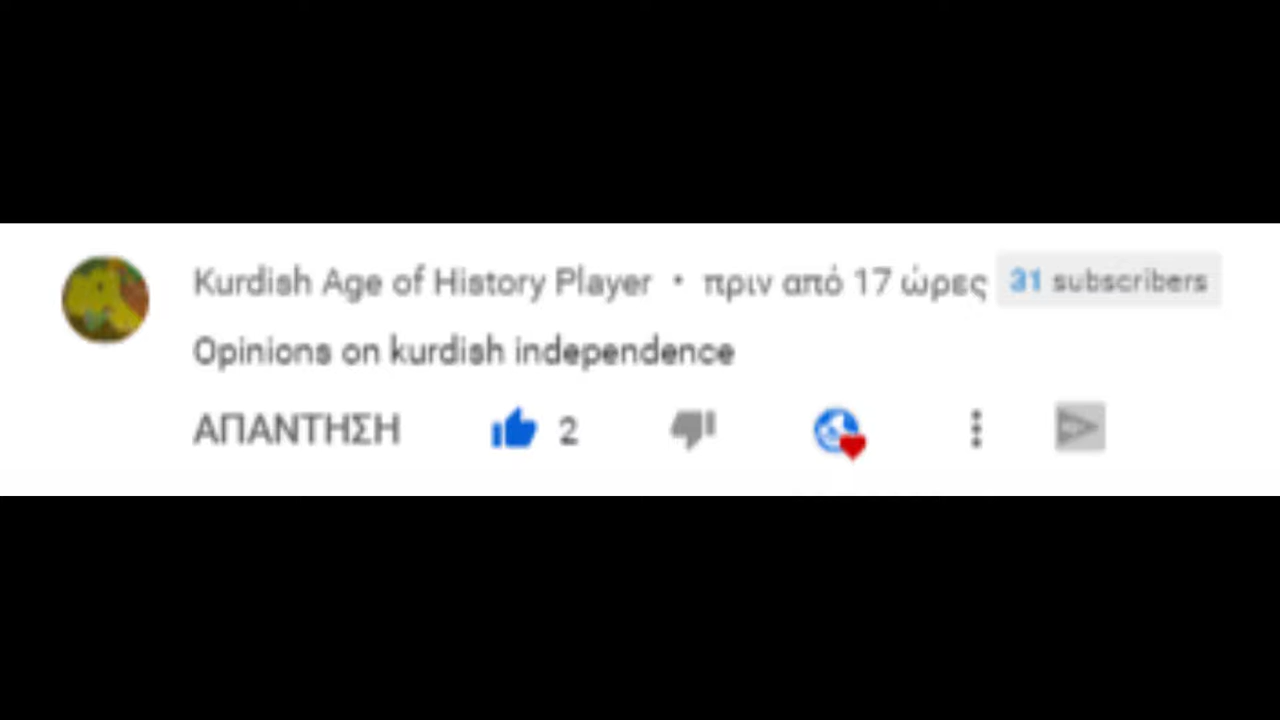 Kurdish Age of History Player • πριν από 17 ώρες 31 subscribers
Opinions on kurdish independence
ΑΠΑΝΤΗΣΗ 2